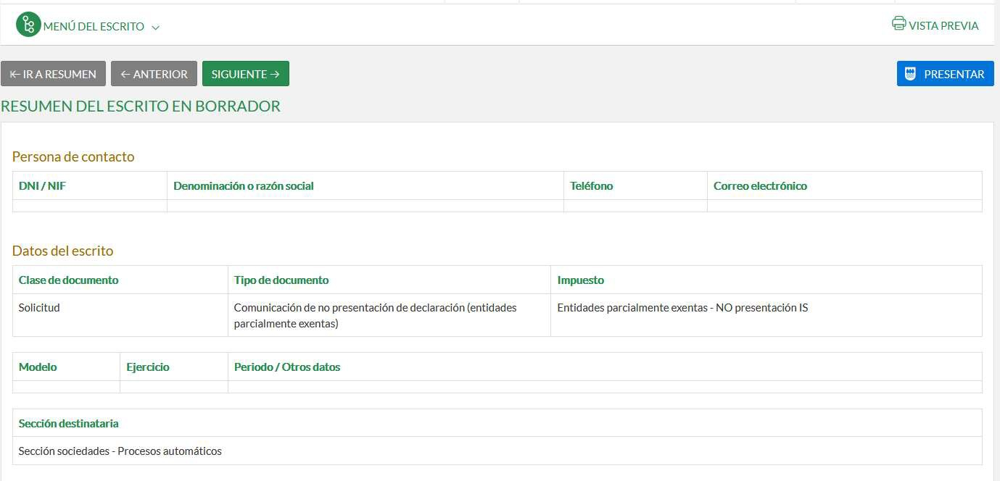 MENÚ DEL ESCRITO
VISTA PREVIA
IR A RESUMEN
ANTERIOR
SIGUIENTE
PRESENTAR
RESUMEN DEL ESCRITO EN BORRADOR
Persona de contacto
DNI / NIF
Denominación o razón social
Teléfono
Correo electrónico
Datos del escrito
Clase de documento
Tipo de documento
Impuesto
Solicitud
Comunicación de no presentación de declaración (entidades
parcialmente exentas)
Entidades parcialmente exentas - NO presentación IS
Modelo
Ejercicio
Periodo / Otros datos
Sección destinataria
Sección sociedades - Procesos automáticos